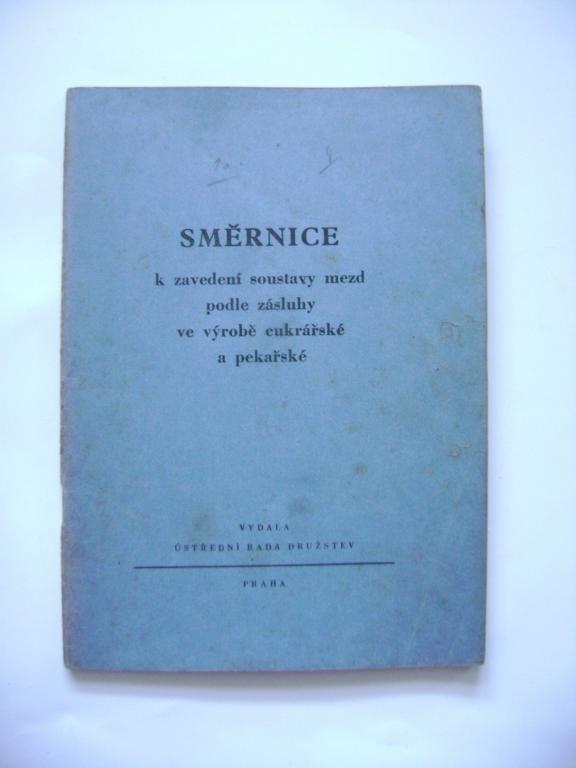 SMĚRNICE
k zavedení soustavy mezd
podle zásluhy
ve výrobě cukrářské
a pekařské
VYDALA
ÚSTŘEDNÍ RADA DRUŽSTEV
PRAHA